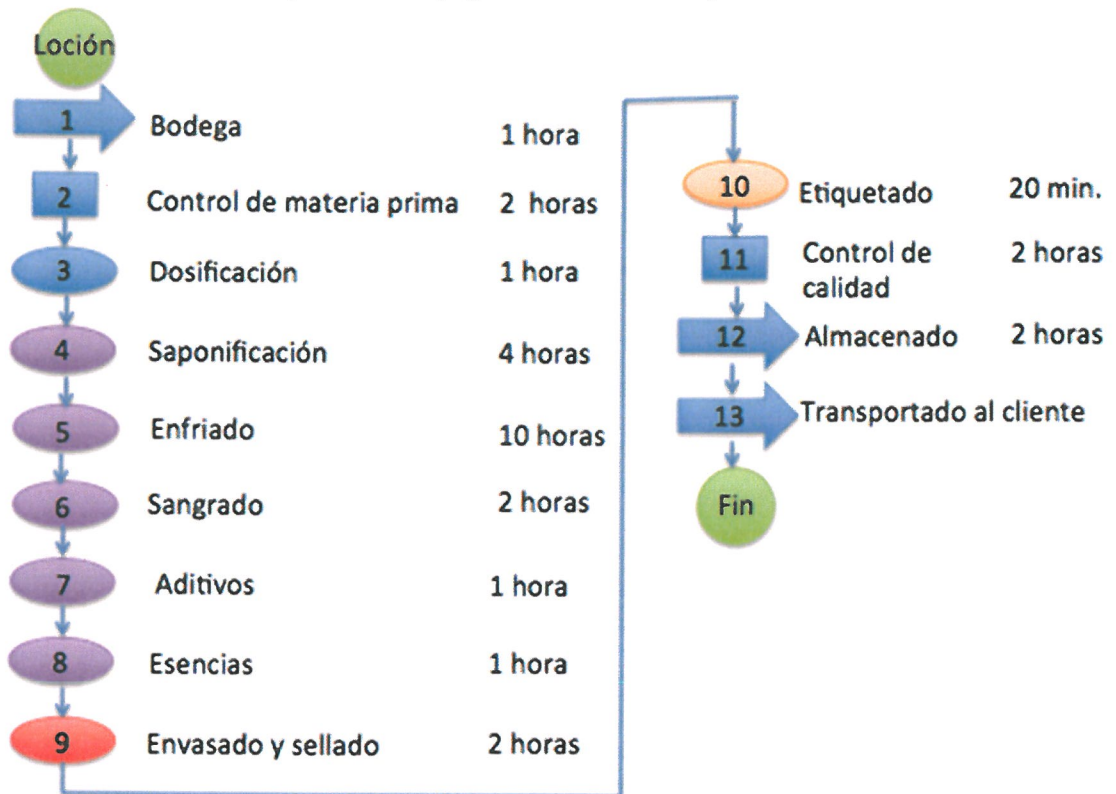 Loción
1 Bodega 1 hora
2 Control de materia prima 2 horas
3 Dosificación 1 hora
4 Saponificación 4 horas
5 Enfriado 10 horas
6 Sangrado 2 horas
7 Aditivos 1 hora
8 Esencias 1 hora
9 Envasado y sellado 2 horas
10 Etiquetado 20 min.
11 Control de 2 horas
calidad
12 Almacenado 2 horas
13 Transportado al cliente
Fin